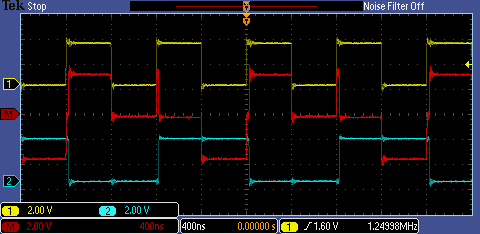 Tek Stop Noise Filter Off
T
1
M
2
1 2.00 V 2 2.00 V
M 2.00 V 400ns 400ns 0.00000 s 1 1.60 V 1.24998MHz